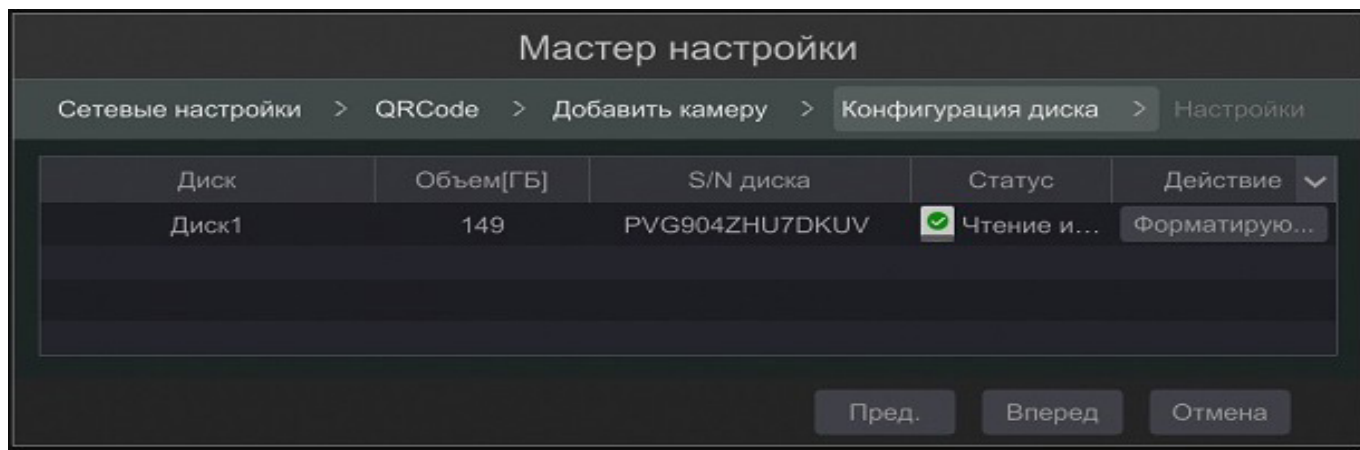 Мастер настройки
Сетевые настройки > QRCode > Добавить камеру > Конфигурация диска > Настройки
Диск Объем[ГБ] S/N диска Статус Действие
Диск1 149 PVG904ZHU7DKUV Чтение и... Форматирую...
Пред. Вперед Отмена